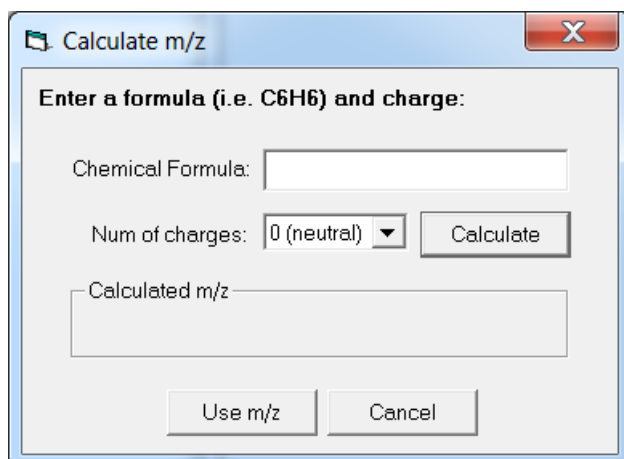 Calculate m/z
Enter a formula (i.e. C6H6) and charge:
Chemical Formula:
Num of charges: 0 (neutral) Calculate
Calculated m/z
Use m/z Cancel